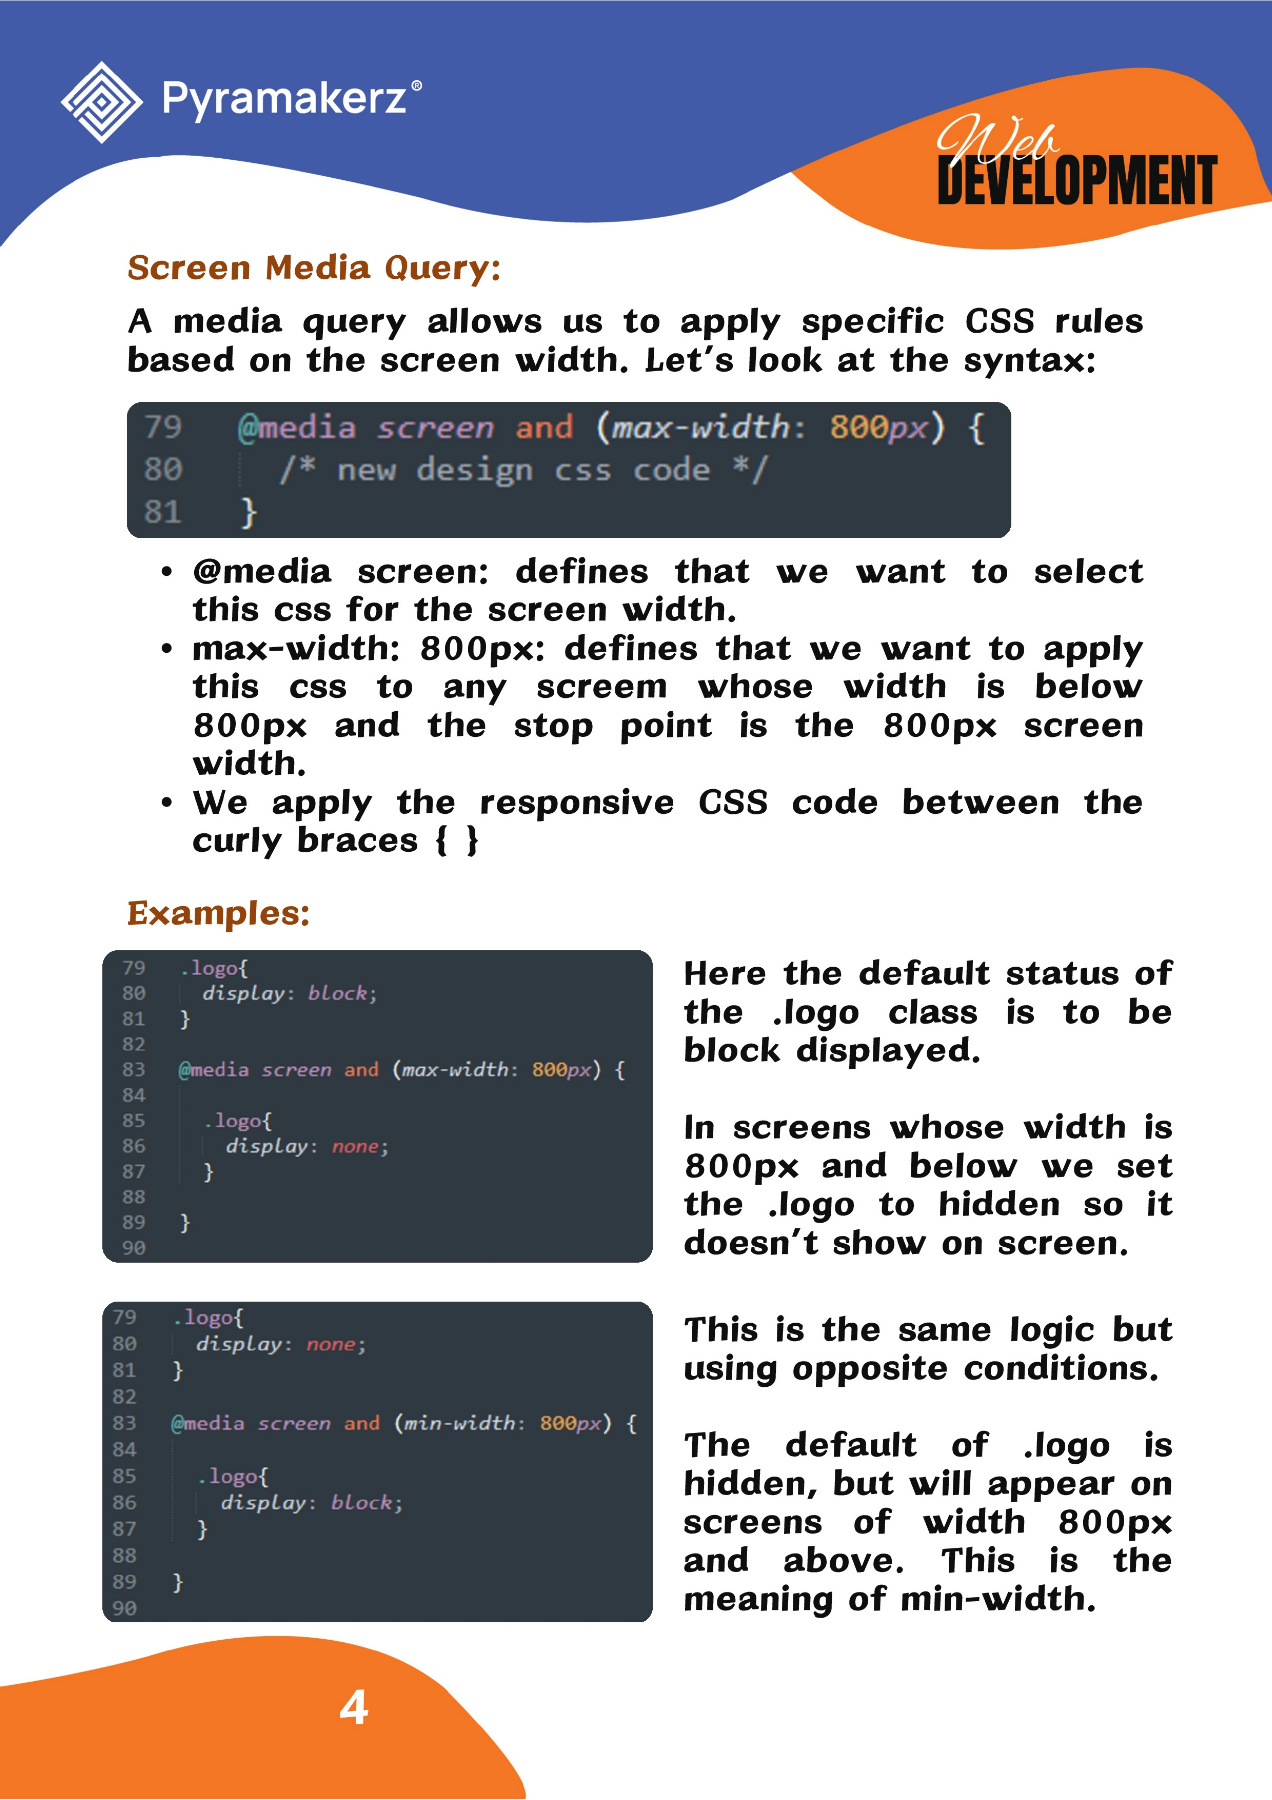 Pyramakerz®
Web
DEVELOPMENT
Screen Media Query:
A media query allows us to apply specific CSS rules
based on the screen width. Let's look at the syntax:
79 @media screen and (max-width: 800px) {
80 /* new design css code */
81 }
• @media screen: defines that we want to select
this css for the screen width.
• max-width: 800px: defines that we want to apply
this css to any screem whose width is below
800px and the stop point is the 800px screen
width.
• We apply the responsive CSS code between the
curly braces { }
Examples:
79 .logo{
80 display: block;
81 }
82
83 @media screen and (max-width: 800px) {
84
85 .logo{
86 display: none;
87 }
88
89 }
90
Here the default status of
the .logo class is to be
block displayed.
In screens whose width is
800px and below we set
the .logo to hidden so it
doesn't show on screen.
79 .logo{
80 display: none;
81 }
82
83 @media screen and (min-width: 800px) {
84
85 .logo{
86 display: block;
87 }
88
89 }
90
This is the same logic but
using opposite conditions.
The default of .logo is
hidden, but will appear on
screens of width 800px
and above. This is the
meaning of min-width.
4